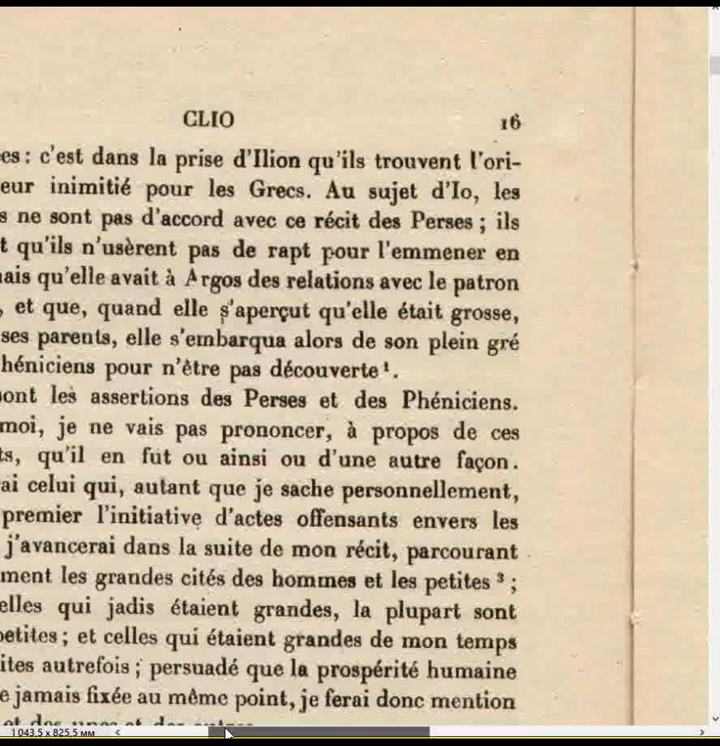 CLIO 16
es : c'est dans la prise d'Ilion qu'ils trouvent l'ori-
eur inimitié pour les Grecs. Au sujet d'Io, les
s ne sont pas d'accord avec ce récit des Perses ; ils
t qu'ils n'usèrent pas de rapt pour l'emmener en
ais qu'elle avait à Argos des relations avec le patron
, et que, quand elle s'aperçut qu'elle était grosse,
ses parents, elle s'embarqua alors de son plein gré
héniciens pour n'être pas découverte ¹.
ont les assertions des Perses et des Phéniciens.
moi, je ne vais pas prononcer, à propos de ces
ts, qu'il en fut ou ainsi ou d'une autre façon.
ai celui qui, autant que je sache personnellement,
premier l'initiative d'actes offensants envers les
j'avancerai dans la suite de mon récit, parcourant
ment les grandes cités des hommes et les petites ³ ;
elles qui jadis étaient grandes, la plupart sont
petites ; et celles qui étaient grandes de mon temps
ites autrefois ; persuadé que la prospérité humaine
e jamais fixée au même point, je ferai donc mention
1043.5 x 825.5 мм